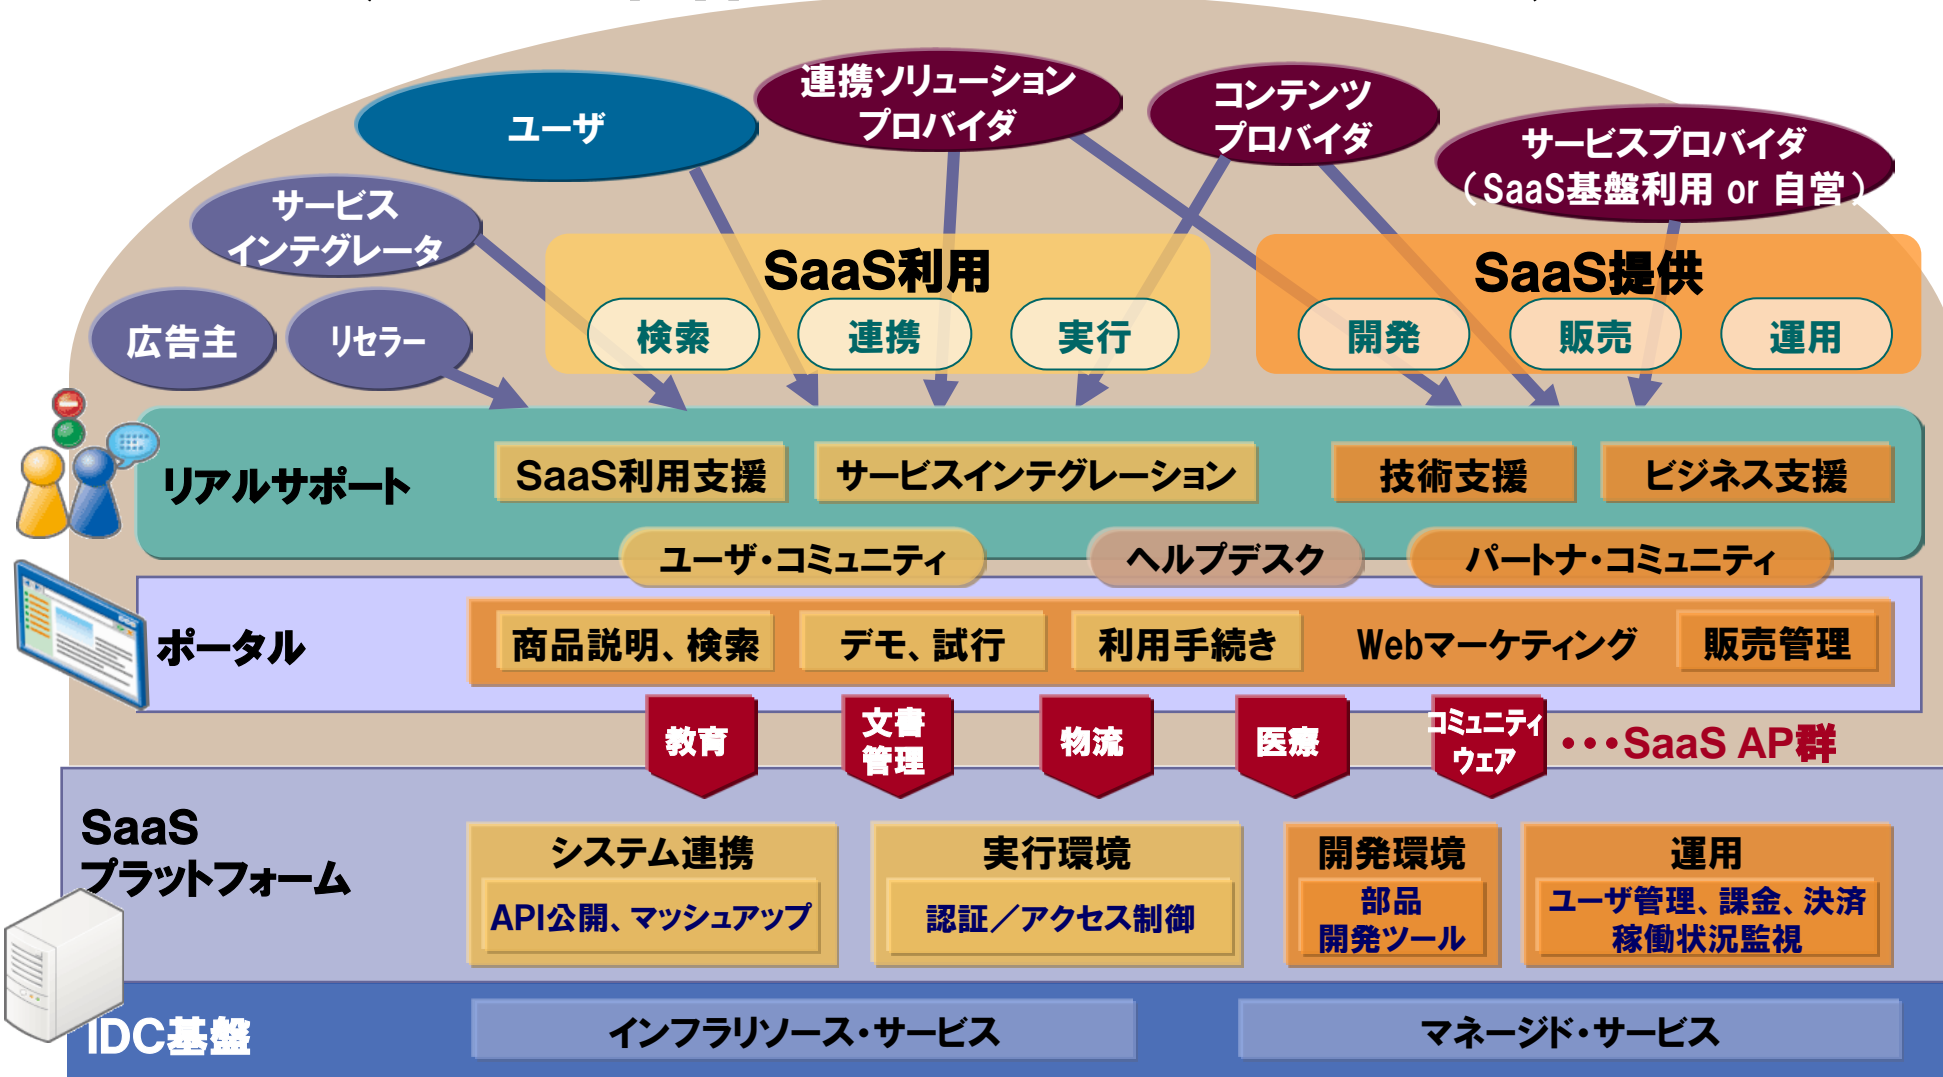 連携ソリューション
プロバイダ
コンテンツ
プロバイダ
ユーザ
サービスプロバイダ
（SaaS基盤利用 or 自営）
サービス
インテグレータ
SaaS利用
SaaS提供
広告主
リセラー
検索
連携
実行
開発
販売
運用
リアルサポート
SaaS利用支援
サービスインテグレーション
技術支援
ビジネス支援
ユーザ・コミュニティ
ヘルプデスク
パートナ・コミュニティ
ポータル
商品説明、検索
デモ、試行
利用手続き
Webマーケティング
販売管理
教育
文書
管理
物流
医療
コミュニティ
ウェア
・・・SaaS AP群
SaaS
プラットフォーム
システム連携
API公開、マッシュアップ
実行環境
認証／アクセス制御
開発環境
部品
開発ツール
運用
ユーザ管理、課金、決済
稼働状況監視
IDC基盤
インフラリソース・サービス
マネージド・サービス